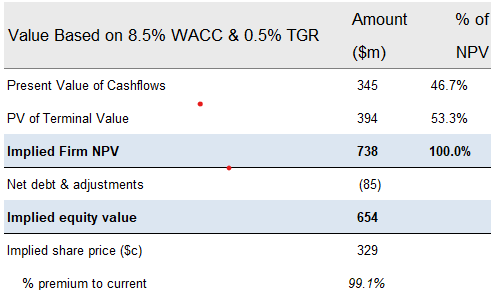 Value Based on 8.5% WACC & 0.5% TGR Amount ($m) % of NPV
Present Value of Cashflows 345 46.7%
PV of Terminal Value 394 53.3%
Implied Firm NPV 738 100.0%
Net debt & adjustments (85)
Implied equity value 654
Implied share price ($c) 329
% premium to current 99.1%